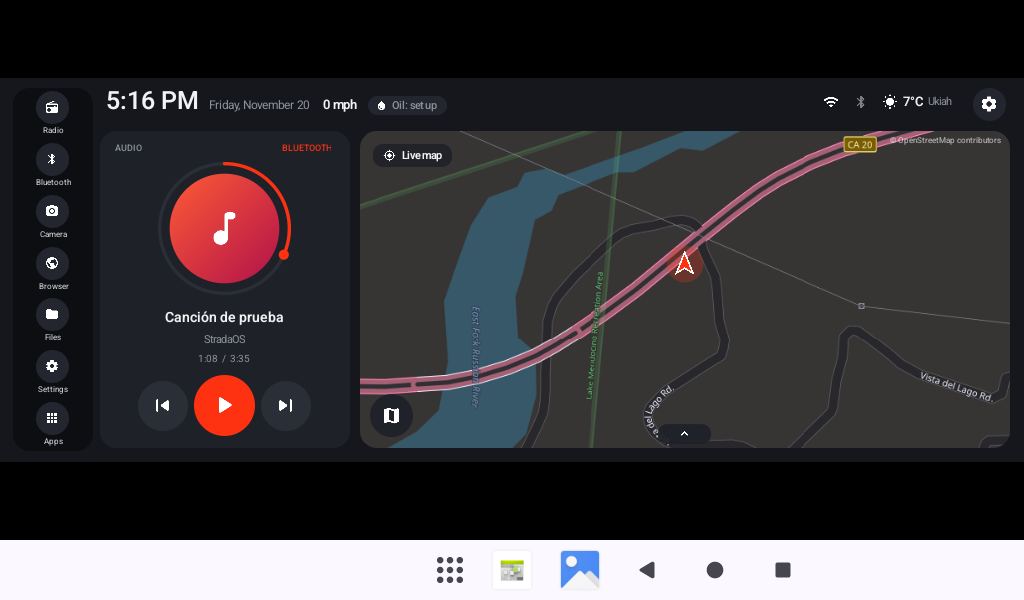 5:16 PM Friday, November 20 0 mph Oil: set up 7°C Ukiah
Radio
Bluetooth
Camera
Browser
Files
Settings
Apps
AUDIO BLUETOOTH
Canción de prueba
StradaOS
1:08 / 3:35
Live map
CA 20
© OpenStreetMap contributors
East Fork Russian River
Lake Mendocino Recreation Area
Vista del Lago Rd.
del Lago Rd.